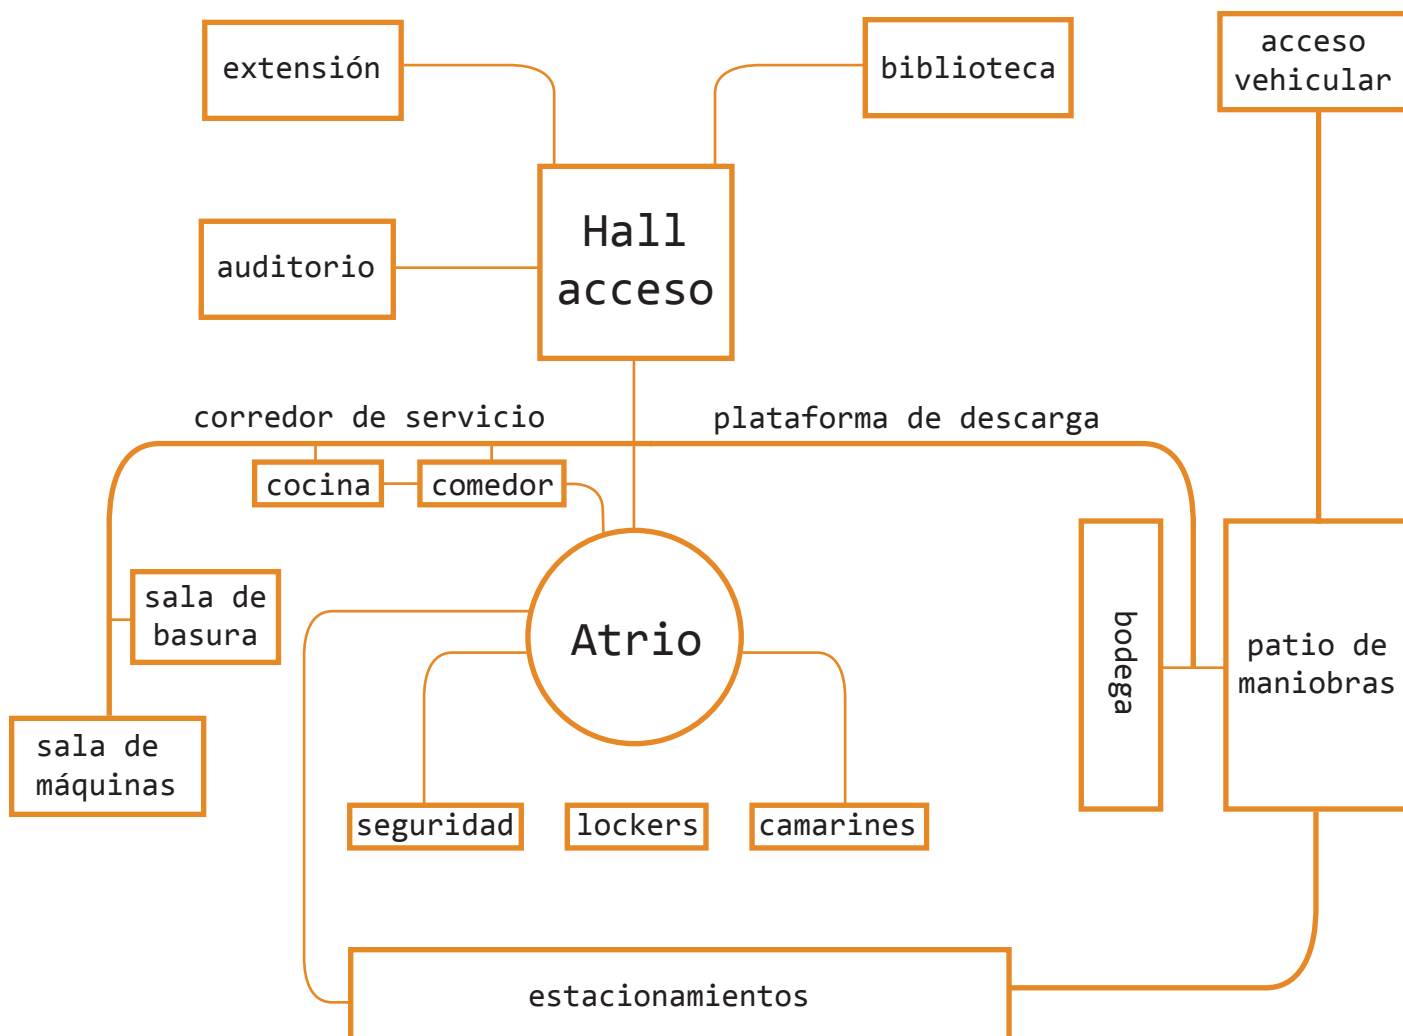 extensión
biblioteca
acceso
vehicular
Hall
acceso
auditorio
corredor de servicio
plataforma de descarga
cocina
comedor
sala de
basura
Atrio
bodega
patio de
maniobras
sala de
máquinas
seguridad
lockers
camarines
estacionamientos